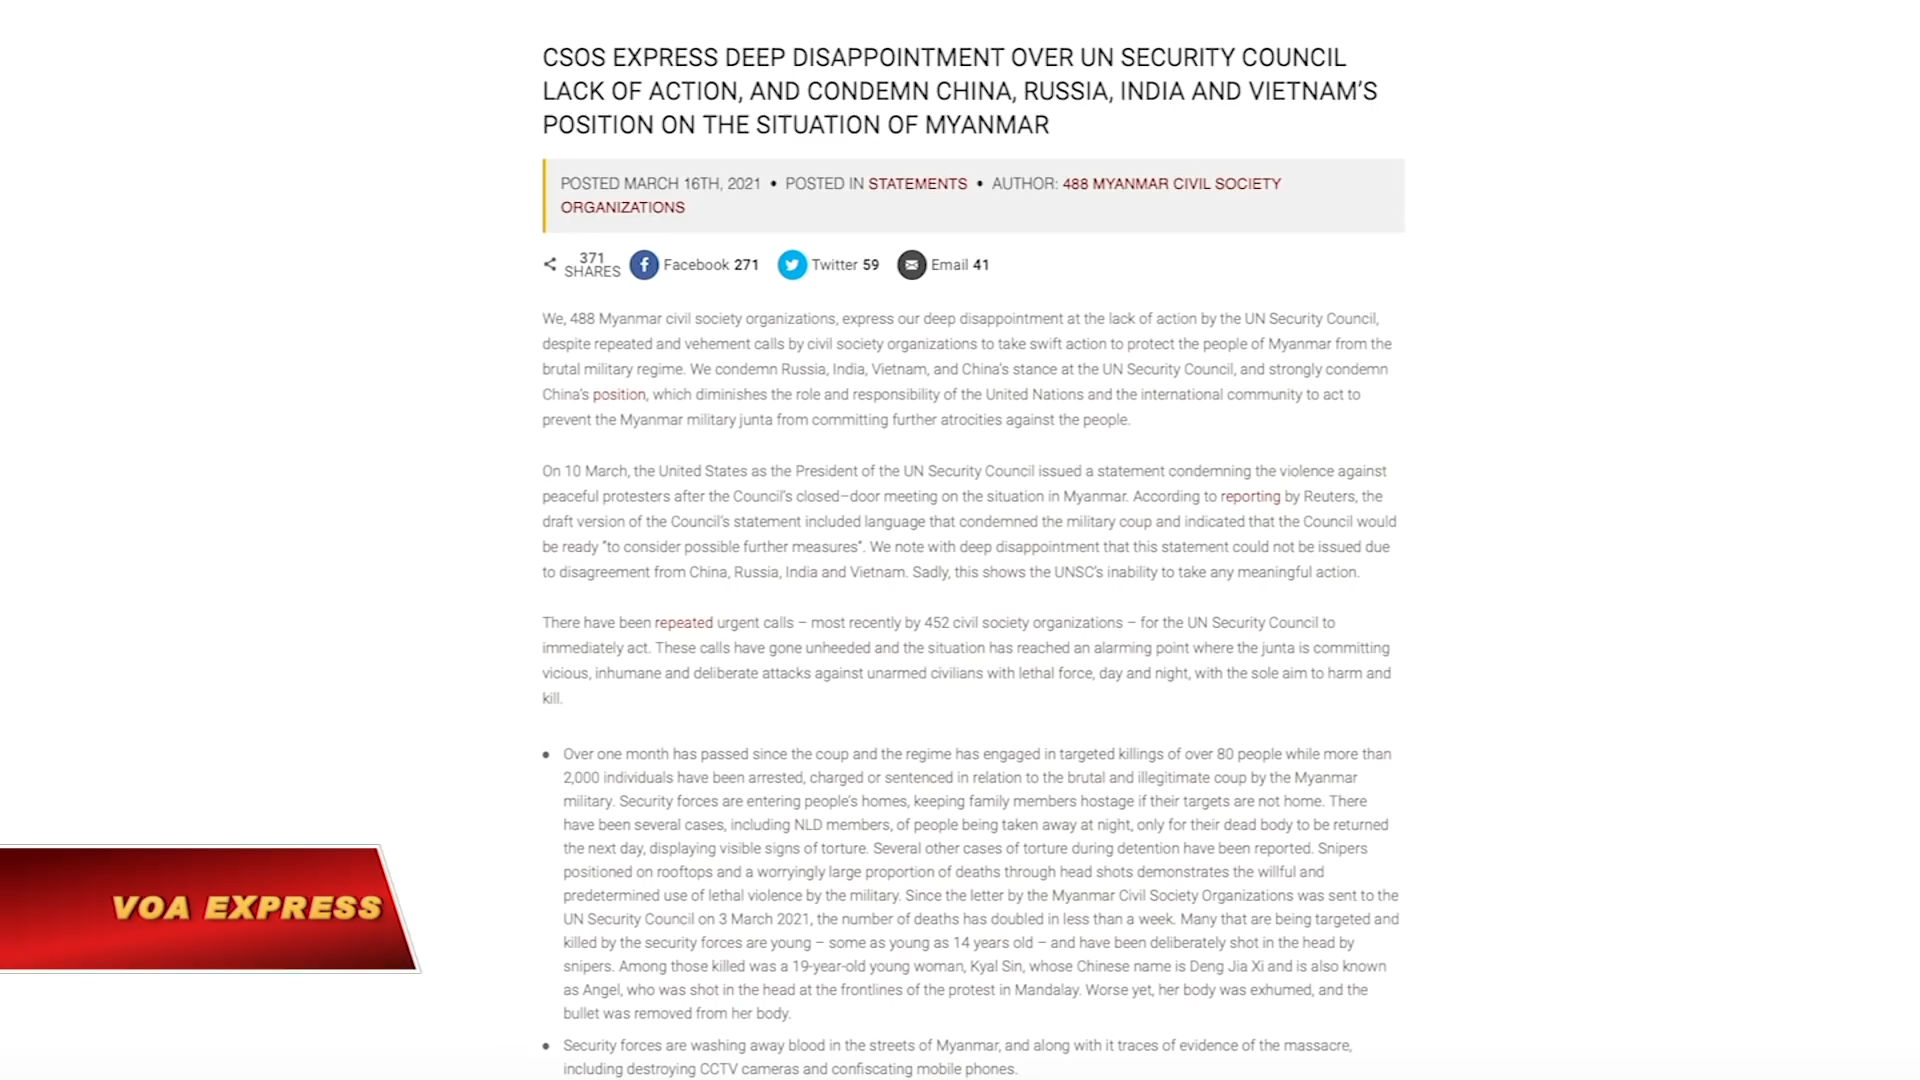 CSOS EXPRESS DEEP DISAPPOINTMENT OVER UN SECURITY COUNCIL
LACK OF ACTION, AND CONDEMN CHINA, RUSSIA, INDIA AND VIETNAM'S
POSITION ON THE SITUATION OF MYANMAR
POSTED MARCH 16TH, 2021 • POSTED IN STATEMENTS • AUTHOR: 488 MYANMAR CIVIL SOCIETY
ORGANIZATIONS
371
SHARES
Facebook 271 Twitter 59 Email 41
We, 488 Myanmar civil society organizations, express our deep disappointment at the lack of action by the UN Security Council,
despite repeated and vehement calls by civil society organizations to take swift action to protect the people of Myanmar from the
brutal military regime. We condemn Russia, India, Vietnam, and China's stance at the UN Security Council, and strongly condemn
China's position, which diminishes the role and responsibility of the United Nations and the international community to act to
prevent the Myanmar military junta from committing further atrocities against the people.
On 10 March, the United States as the President of the UN Security Council issued a statement condemning the violence against
peaceful protesters after the Council's closed-door meeting on the situation in Myanmar. According to reporting by Reuters, the
draft version of the Council's statement included language that condemned the military coup and indicated that the Council would
be ready "to consider possible further measures". We note with deep disappointment that this statement could not be issued due
to disagreement from China, Russia, India and Vietnam. Sadly, this shows the UNSC's inability to take any meaningful action.
There have been repeated urgent calls – most recently by 452 civil society organizations – for the UN Security Council to
immediately act. These calls have gone unheeded and the situation has reached an alarming point where the junta is committing
vicious, inhumane and deliberate attacks against unarmed civilians with lethal force, day and night, with the sole aim to harm and
kill.
• Over one month has passed since the coup and the regime has engaged in targeted killings of over 80 people while more than
2,000 individuals have been arrested, charged or sentenced in relation to the brutal and illegitimate coup by the Myanmar
military. Security forces are entering people's homes, keeping family members hostage if their targets are not home. There
have been several cases, including NLD members, of people being taken away at night, only for their dead body to be returned
the next day, displaying visible signs of torture. Several other cases of torture during detention have been reported. Snipers
positioned on rooftops and a worryingly large proportion of deaths through head shots demonstrates the willful and
predetermined use of lethal violence by the military. Since the letter by the Myanmar Civil Society Organizations was sent to the
UN Security Council on 3 March 2021, the number of deaths has doubled in less than a week. Many that are being targeted and
killed by the security forces are young – some as young as 14 years old – and have been deliberately shot in the head by
snipers. Among those killed was a 19-year-old young woman, Kyal Sin, whose Chinese name is Deng Jia Xi and is also known
as Angel, who was shot in the head at the frontlines of the protest in Mandalay. Worse yet, her body was exhumed, and the
bullet was removed from her body.
• Security forces are washing away blood in the streets of Myanmar, and along with it traces of evidence of the massacre,
including destroying CCTV cameras and confiscating mobile phones.
VOA EXPRESS